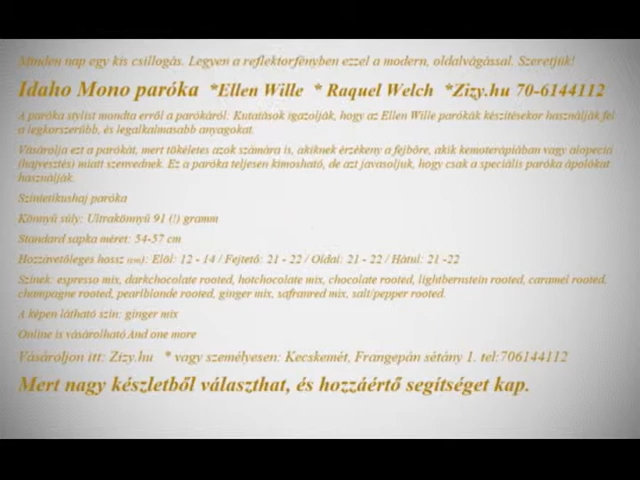 Minden nap egy kis csillogás. Legyen a reflektorfényben ezzel a modern, oldalvágással. Szeretjük!
Idaho Mono paróka *Ellen Wille * Raquel Welch *Zizy.hu 70-6144112
A paróka stylist mondta erről a parókáról: Kutatások igazolják, hogy az Ellen Wille parókák készítésekor használják fel
a legkorszerűbb, és legalkalmasabb anyagokat.
Vásárolja ezt a parókát, mert tökéletes azok számára is, akiknek érzékeny a fejbőre, akik kemoterápiában vagy alopecia
(hajvesztés) miatt szenvednek. Ez a paróka teljesen kimosható, de azt javasoljuk, hogy csak a speciális paróka ápolókat
használják.
Szintetikushaj paróka
Könnyű súly: Ultrakönnyű 91 (!) gramm
Standard sapka méret: 54-57 cm
Hozzávetőleges hossz (cm): Elöl: 12 - 14 / Fejtető: 21 - 22 / Oldal: 21 - 22 / Hátul: 21 -22
Színek: espresso mix, darkchocolate rooted, hotchocolate mix, chocolate rooted, lightbernstein rooted, caramel rooted,
champagne rooted, pearlblonde rooted, ginger mix, safranred mix, salt/pepper rooted.
A képen látható szín: ginger mix
Online is vásárolható And one more
Vásároljon itt: Zizy.hu * vagy személyesen: Kecskemét, Frangepán sétány 1. tel:706144112
Mert nagy készletből választhat, és hozzáértő segítséget kap.